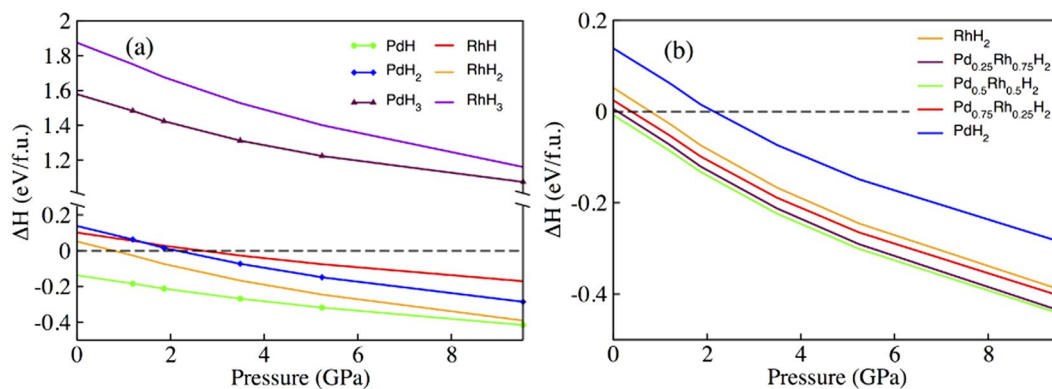 (a)
2
1.8
1.6
1.4
1.2
0.2
0
-0.2
-0.4
ΔH (eV/f.u.)
PdH RhH
PdH₂ RhH₂
PdH₃ RhH₃
0 2 4 6 8
Pressure (GPa)
(b)
0.2
0
-0.2
-0.4
ΔH (eV/f.u.)
RhH₂
Pd₀.₂₅Rh₀.₇₅H₂
Pd₀.₅Rh₀.₅H₂
Pd₀.₇₅Rh₀.₂₅H₂
PdH₂
0 2 4 6 8
Pressure (GPa)